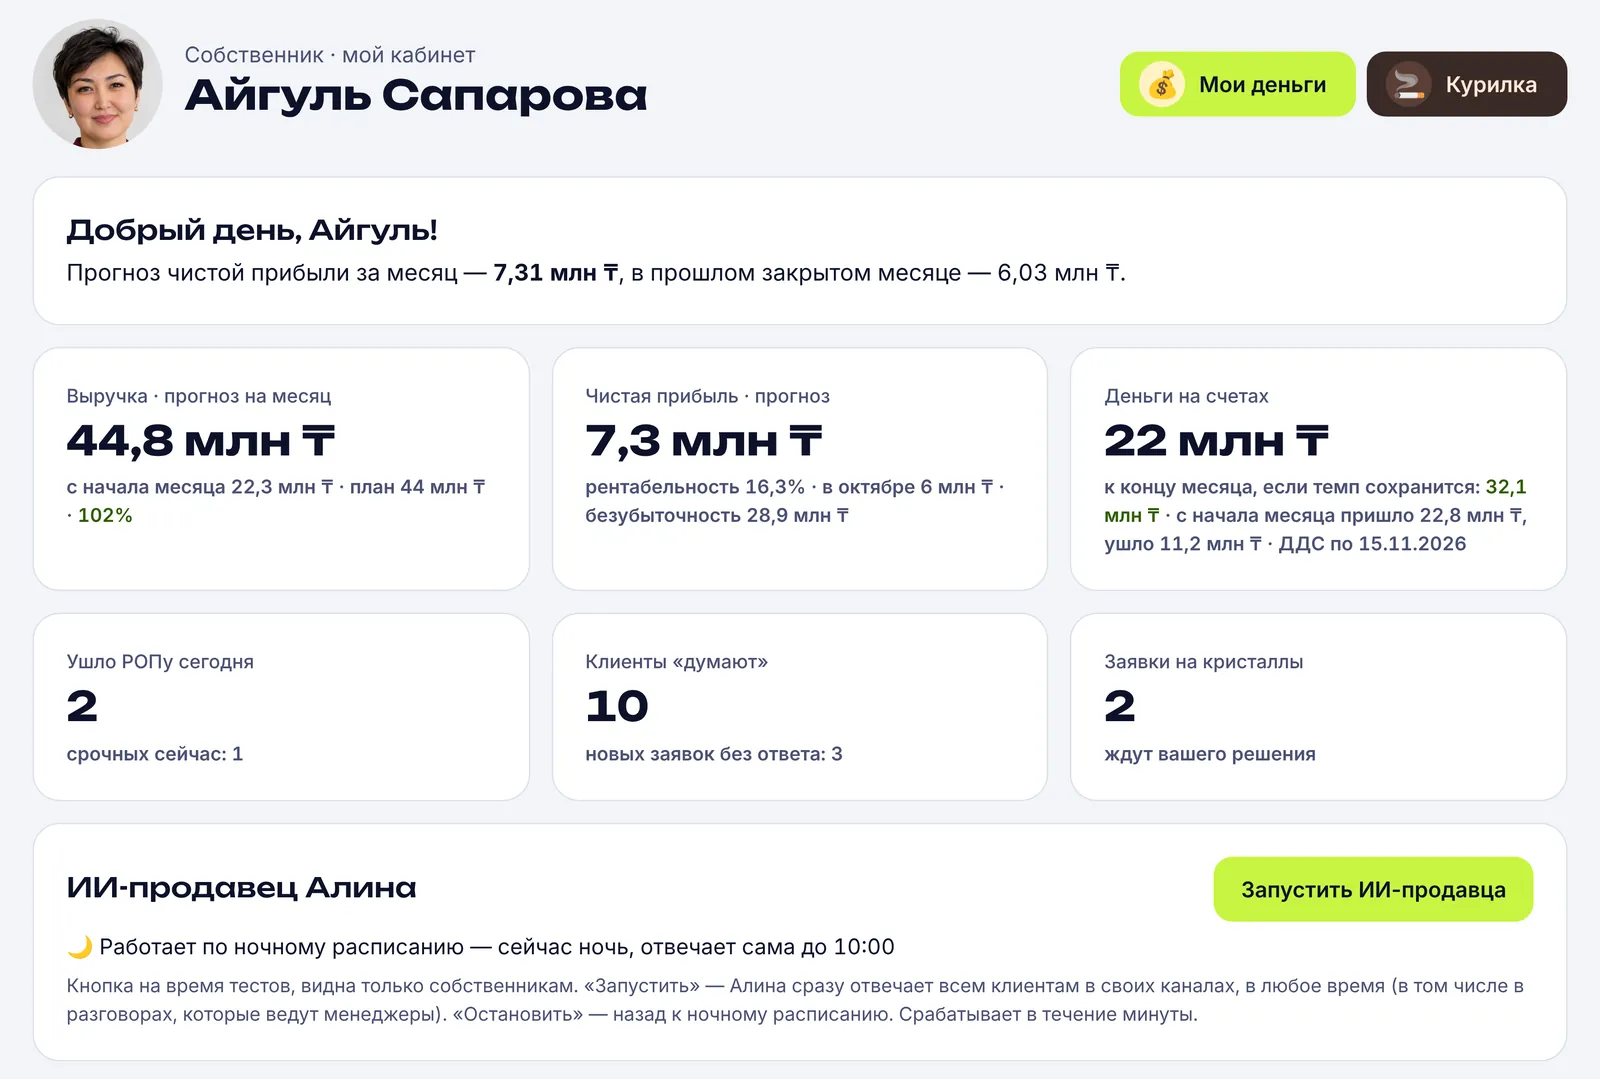 Собственник · мой кабинет
Айгуль Сапарова
Мои деньги
Курилка
Добрый день, Айгуль!
Прогноз чистой прибыли за месяц — 7,31 млн ₸, в прошлом закрытом месяце — 6,03 млн ₸.
Выручка · прогноз на месяц
44,8 млн ₸
с начала месяца 22,3 млн ₸ · план 44 млн ₸
· 102%
Чистая прибыль · прогноз
7,3 млн ₸
рентабельность 16,3% · в октябре 6 млн ₸ ·
безубыточность 28,9 млн ₸
Деньги на счетах
22 млн ₸
к концу месяца, если темп сохранится: 32,1
млн ₸ · с начала месяца пришло 22,8 млн ₸,
ушло 11,2 млн ₸ · ДДС по 15.11.2026
Ушло РОПу сегодня
2
срочных сейчас: 1
Клиенты «думают»
10
новых заявок без ответа: 3
Заявки на кристаллы
2
ждут вашего решения
ИИ-продавец Алина
Запустить ИИ-продавца
🌙 Работает по ночному расписанию — сейчас ночь, отвечает сама до 10:00
Кнопка на время тестов, видна только собственникам. «Запустить» — Алина сразу отвечает всем клиентам в своих каналах, в любое время (в том числе в
разговорах, которые ведут менеджеры). «Остановить» — назад к ночному расписанию. Срабатывает в течение минуты.